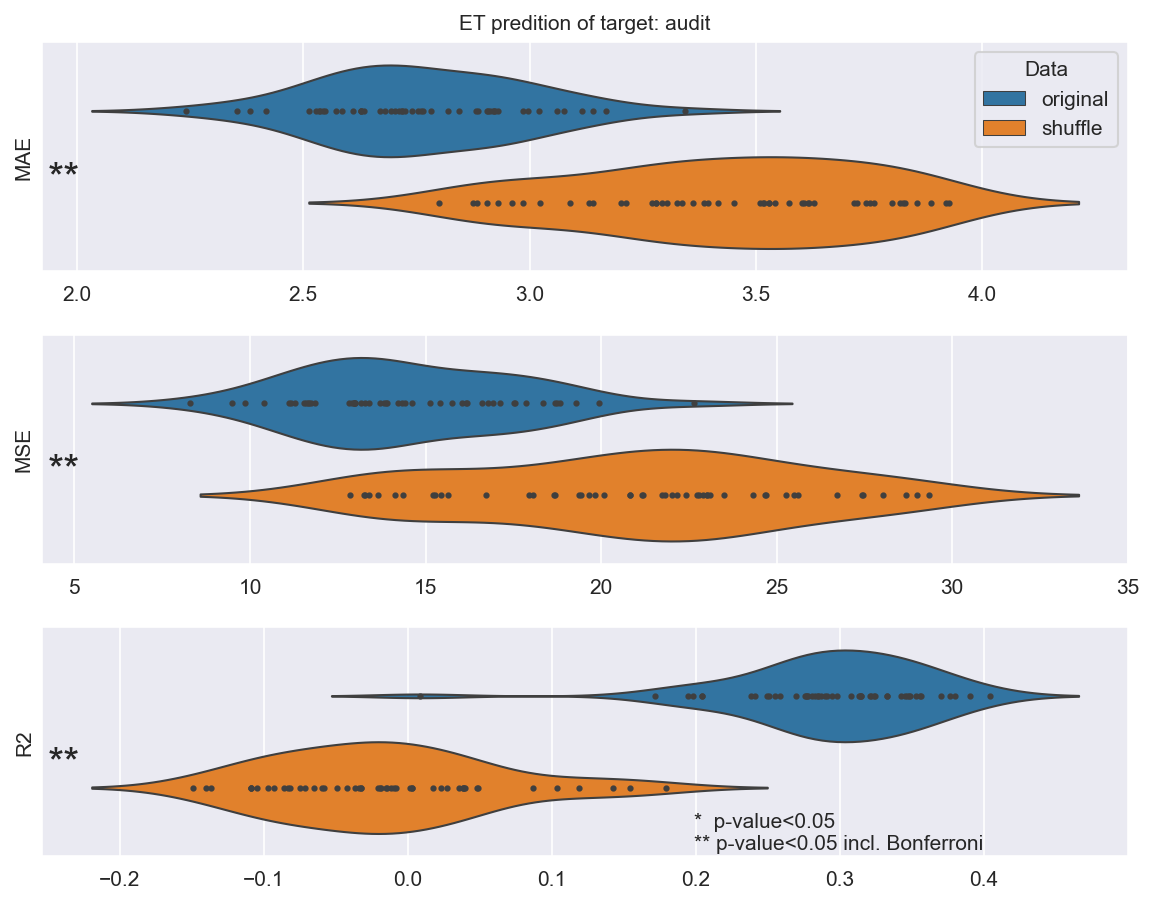 ET predition of target: audit
Data
original
shuffle
MAE
**
2.0 2.5 3.0 3.5 4.0
MSE
**
5 10 15 20 25 30 35
R2
**
* p-value<0.05
** p-value<0.05 incl. Bonferroni
−0.2 −0.1 0.0 0.1 0.2 0.3 0.4